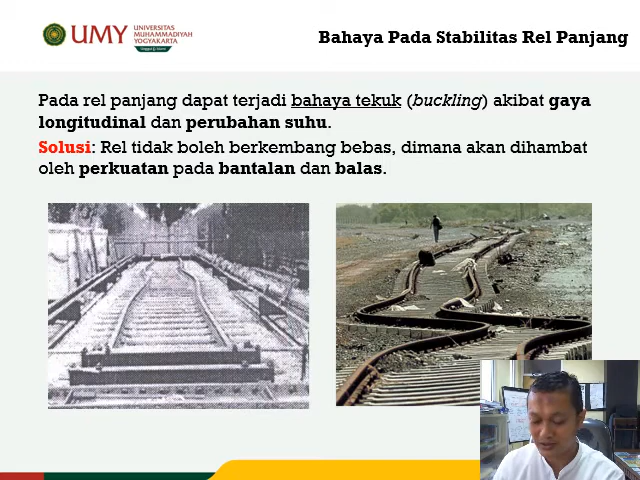 UMY
UNIVERSITAS
MUHAMMADIYAH
YOGYAKARTA
Unggul & Islami
Bahaya Pada Stabilitas Rel Panjang
Pada rel panjang dapat terjadi bahaya tekuk (buckling) akibat gaya
longitudinal dan perubahan suhu.
Solusi: Rel tidak boleh berkembang bebas, dimana akan dihambat
oleh perkuatan pada bantalan dan balas.